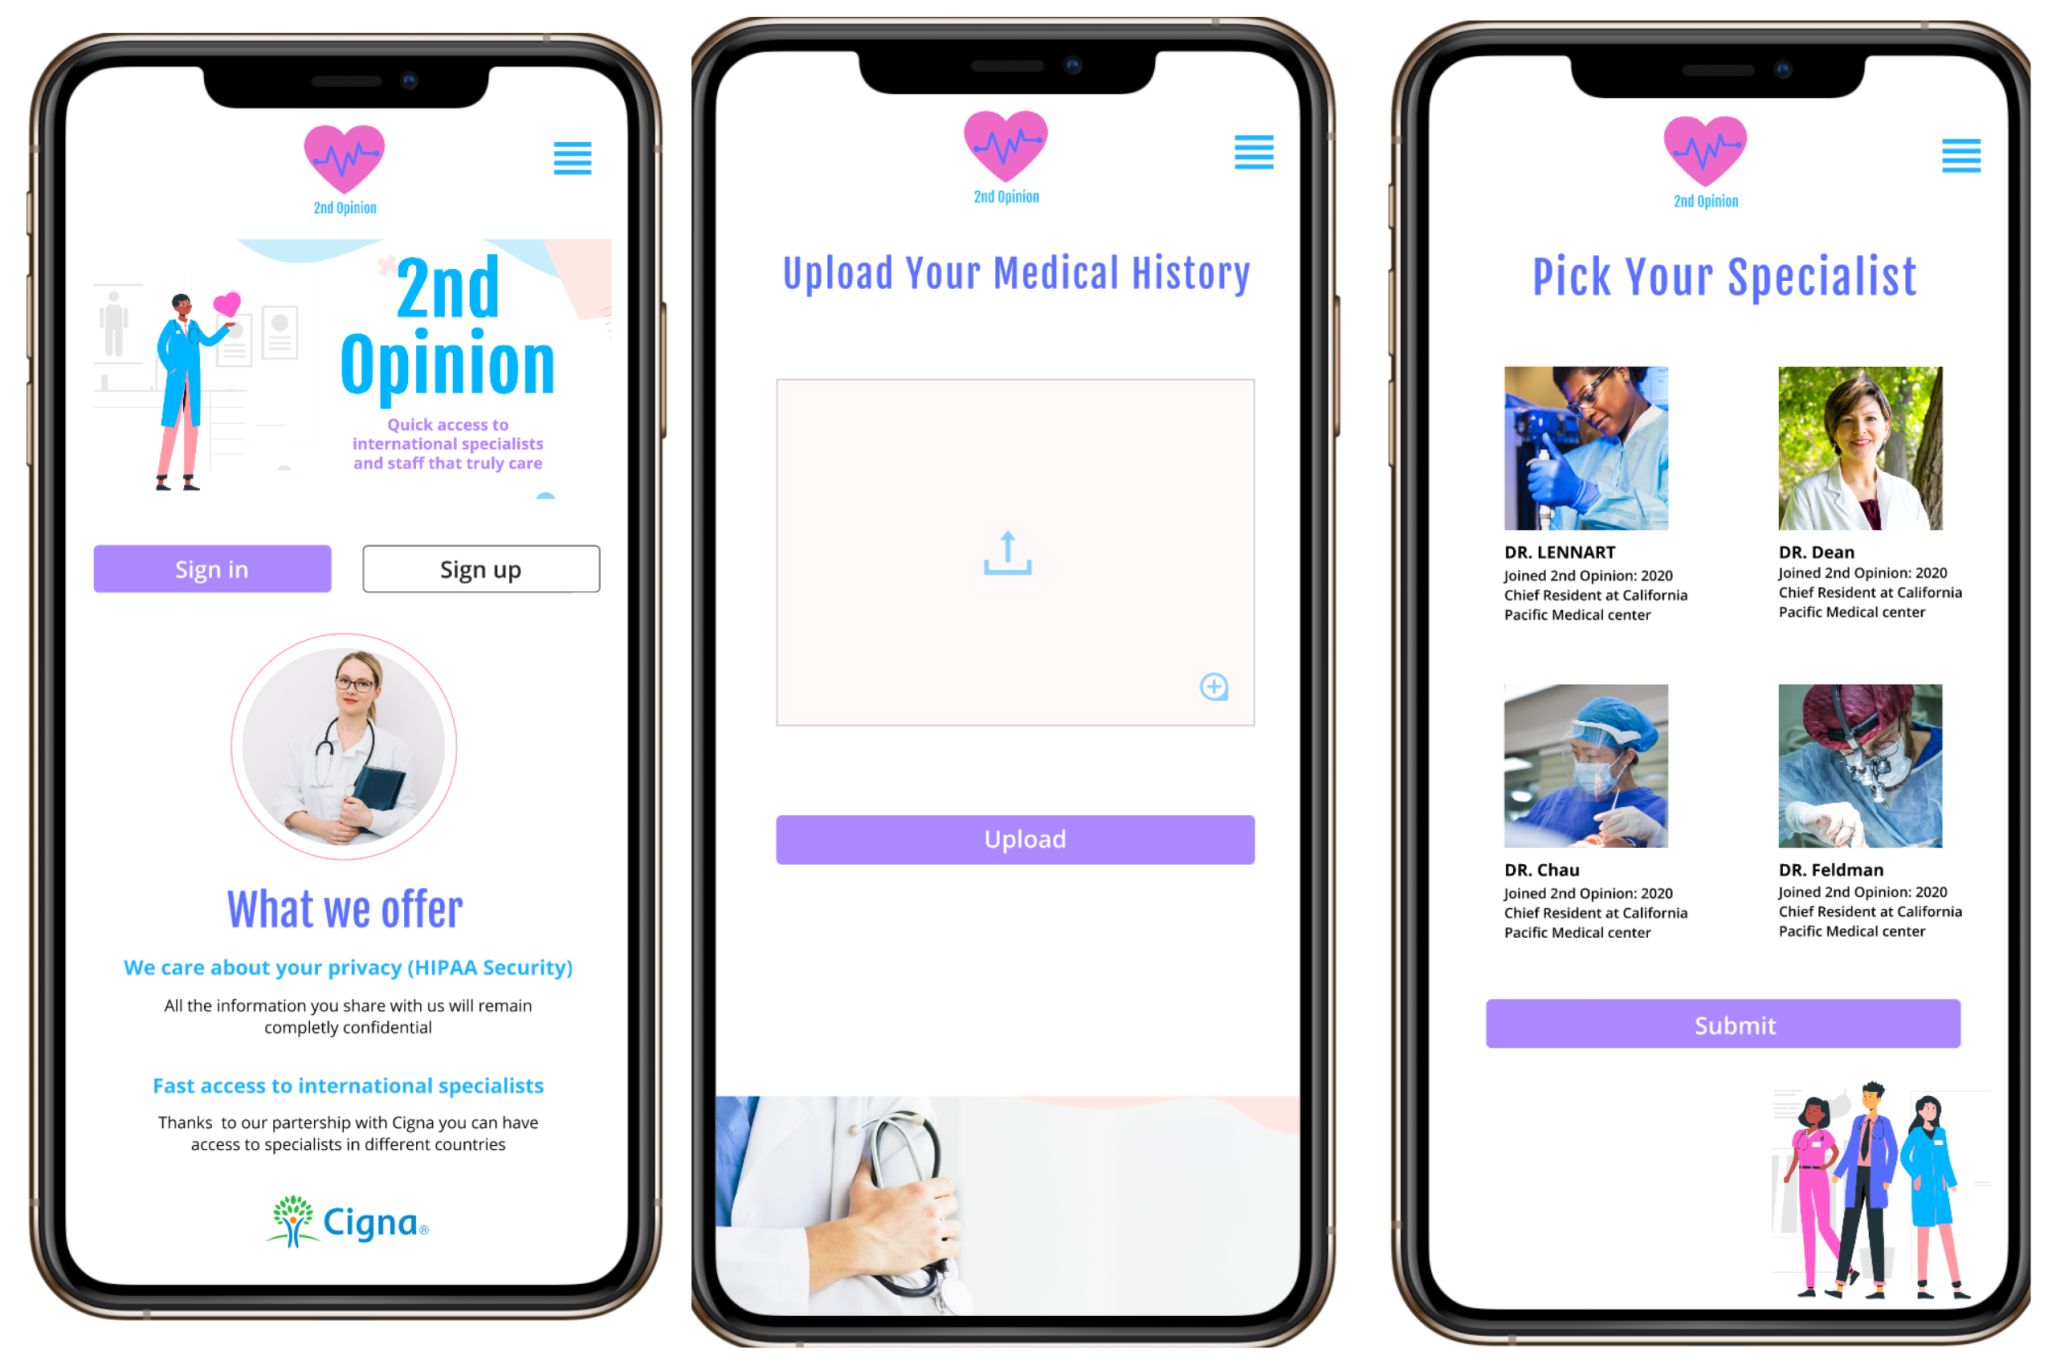 2nd Opinion
2nd
Opinion
Quick access to
international specialists
and staff that truly care
Sign in
Sign up
What we offer
We care about your privacy (HIPAA Security)
All the information you share with us will remain
completly confidential
Fast access to international specialists
Thanks to our partership with Cigna you can have
access to specialists in different countries
Cigna®
2nd Opinion
Upload Your Medical History
Upload
2nd Opinion
Pick Your Specialist
DR. LENNART
Joined 2nd Opinion: 2020
Chief Resident at California
Pacific Medical center
DR. Dean
Joined 2nd Opinion: 2020
Chief Resident at California
Pacific Medical center
DR. Chau
Joined 2nd Opinion: 2020
Chief Resident at California
Pacific Medical center
DR. Feldman
Joined 2nd Opinion: 2020
Chief Resident at California
Pacific Medical center
Submit